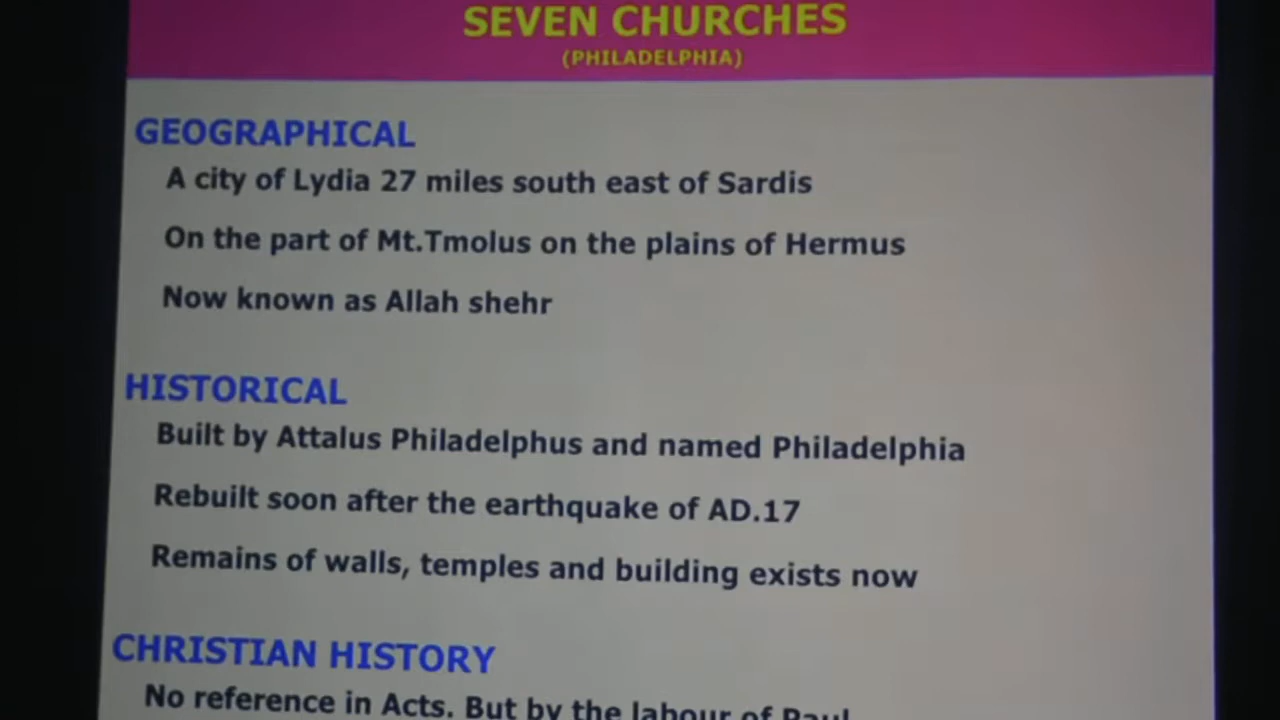 SEVEN CHURCHES
(PHILADELPHIA)
GEOGRAPHICAL
A city of Lydia 27 miles south east of Sardis
On the part of Mt.Tmolus on the plains of Hermus
Now known as Allah shehr
HISTORICAL
Built by Attalus Philadelphus and named Philadelphia
Rebuilt soon after the earthquake of AD.17
Remains of walls, temples and building exists now
CHRISTIAN HISTORY
No reference in Acts. But by the labour of Paul